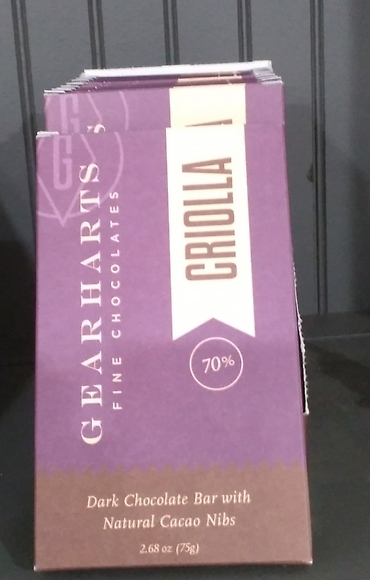 G
G
GEARHARTS
FINE CHOCOLATES
CRIOLLA
70%
Dark Chocolate Bar with
Natural Cacao Nibs
2.68 oz (75g)